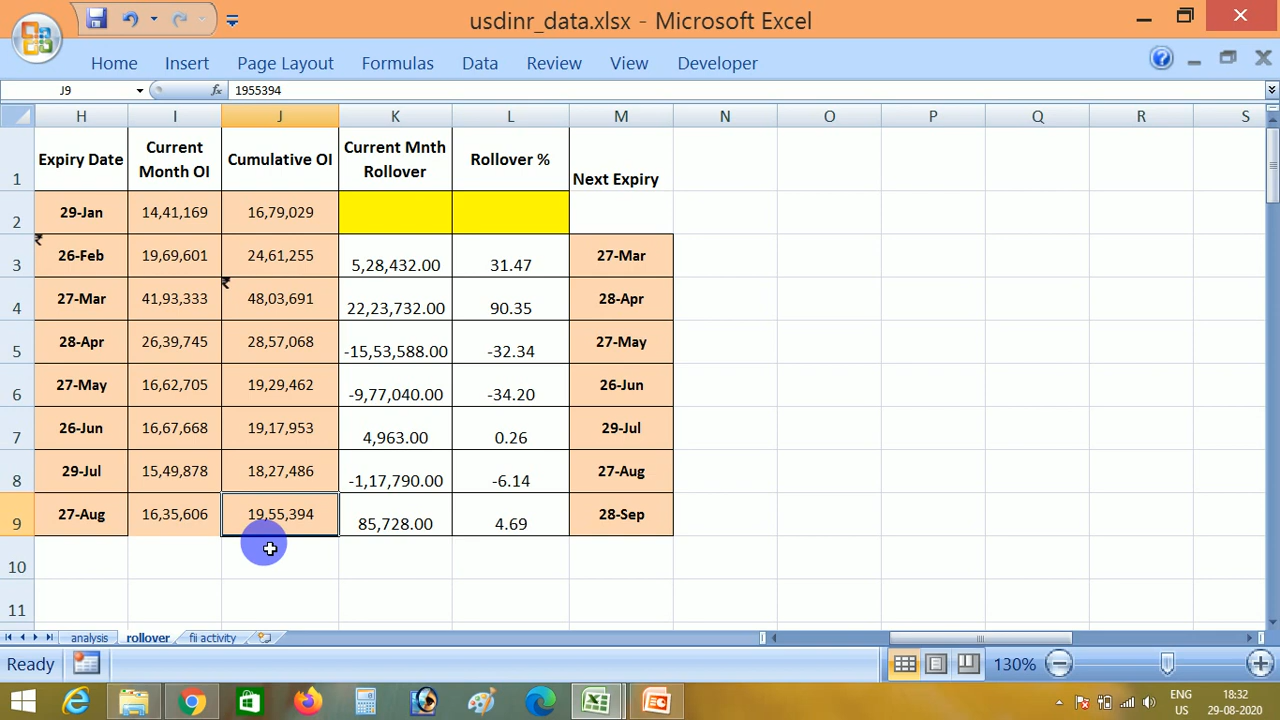 usdinr_data.xlsx - Microsoft Excel
Home Insert Page Layout Formulas Data Review View Developer
J9 fx 1955394
H I J K L M N O P Q R S
1 Expiry Date Current Month OI Cumulative OI Current Mnth Rollover Rollover % Next Expiry
2 29-Jan 14,41,169 16,79,029
₹
3 26-Feb 19,69,601 24,61,255 5,28,432.00 31.47 27-Mar
₹
4 27-Mar 41,93,333 48,03,691 22,23,732.00 90.35 28-Apr
5 28-Apr 26,39,745 28,57,068 -15,53,588.00 -32.34 27-May
6 27-May 16,62,705 19,29,462 -9,77,040.00 -34.20 26-Jun
7 26-Jun 16,67,668 19,17,953 4,963.00 0.26 29-Jul
8 29-Jul 15,49,878 18,27,486 -1,17,790.00 -6.14 27-Aug
9 27-Aug 16,35,606 19,55,394 85,728.00 4.69 28-Sep
10
11
analysis rollover fii activity
Ready 130%
ENG 18:32
US 29-08-2020